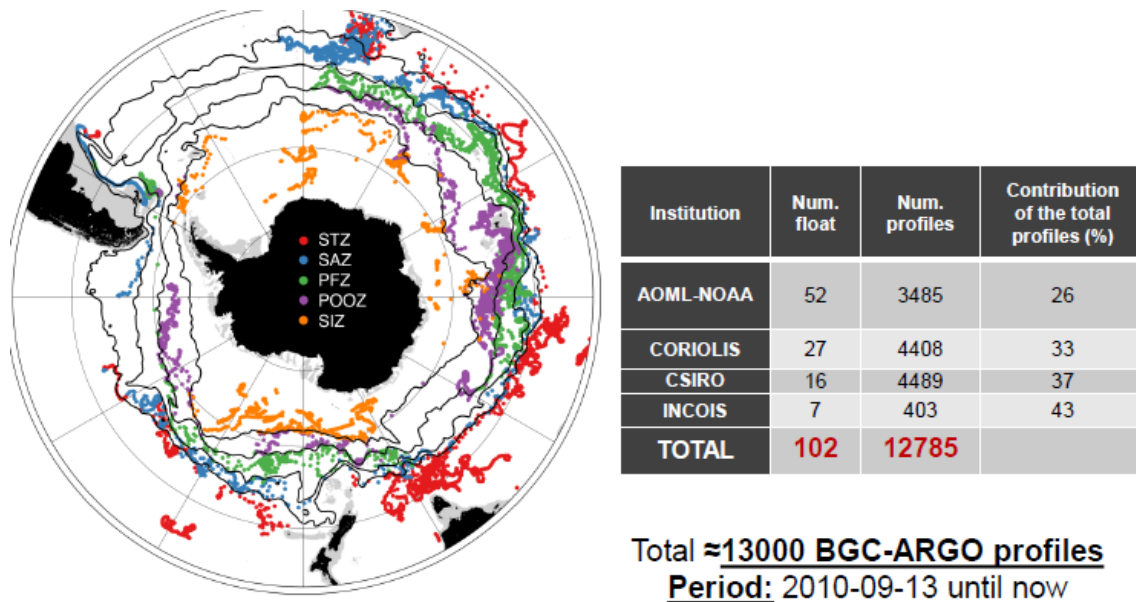 STZ
SAZ
PFZ
POOZ
SIZ
Institution Num. float Num. profiles Contribution of the total profiles (%)
AOML-NOAA 52 3485 26
CORIOLIS 27 4408 33
CSIRO 16 4489 37
INCOIS 7 403 43
TOTAL 102 12785
Total ≈13000 BGC-ARGO profiles
Period: 2010-09-13 until now